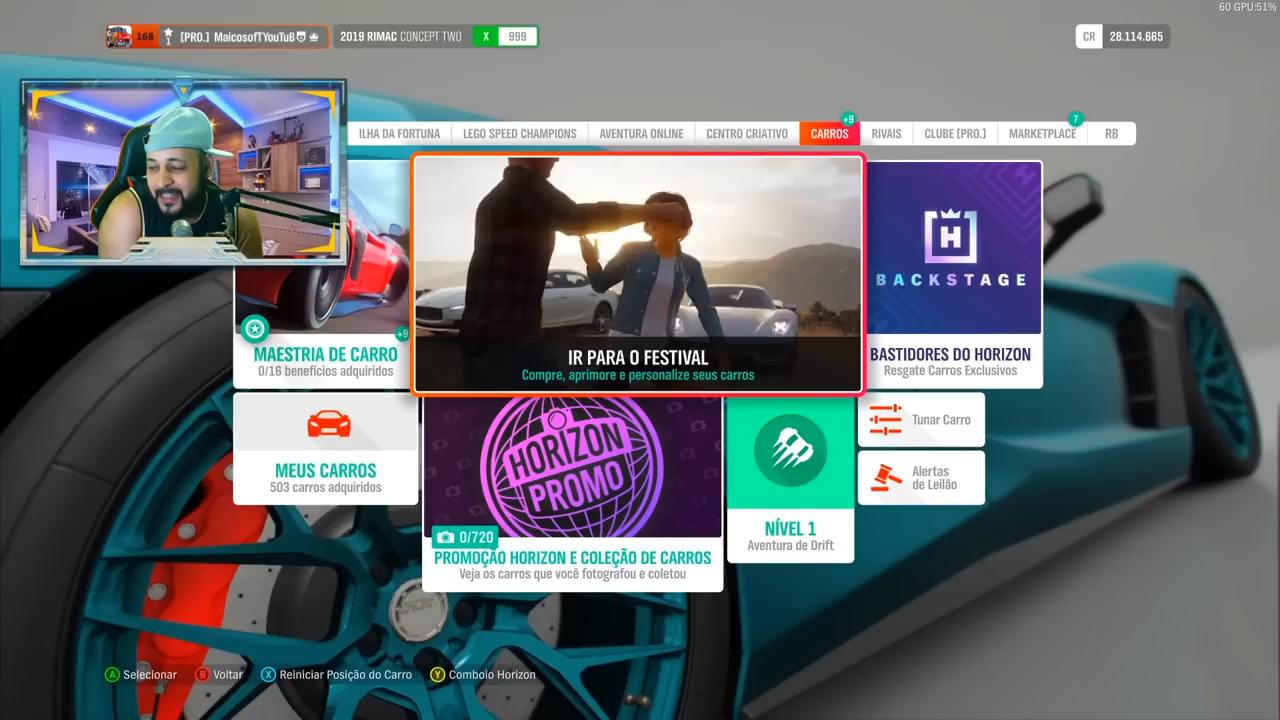 60 GPU:51%
168 [PRO.] MaicosofTYouTuB
2019 RIMAC CONCEPT TWO X 999
CR 28.114.665
+9
7
ILHA DA FORTUNA
LEGO SPEED CHAMPIONS
AVENTURA ONLINE
CENTRO CRIATIVO
CARROS
RIVAIS
CLUBE [PRO.]
MARKETPLACE
RB
+9
MAESTRIA DE CARRO
0/16 benefícios adquiridos
IR PARA O FESTIVAL
Compre, aprimore e personalize seus carros
H
BACKSTAGE
BASTIDORES DO HORIZON
Resgate Carros Exclusivos
MEUS CARROS
503 carros adquiridos
HORIZON
PROMO
0/720
PROMOÇÃO HORIZON E COLEÇÃO DE CARROS
Veja os carros que você fotografou e coletou
NÍVEL 1
Aventura de Drift
Tunar Carro
Alertas
de Leilão
A Selecionar
B Voltar
X Reiniciar Posição do Carro
Y Comboio Horizon